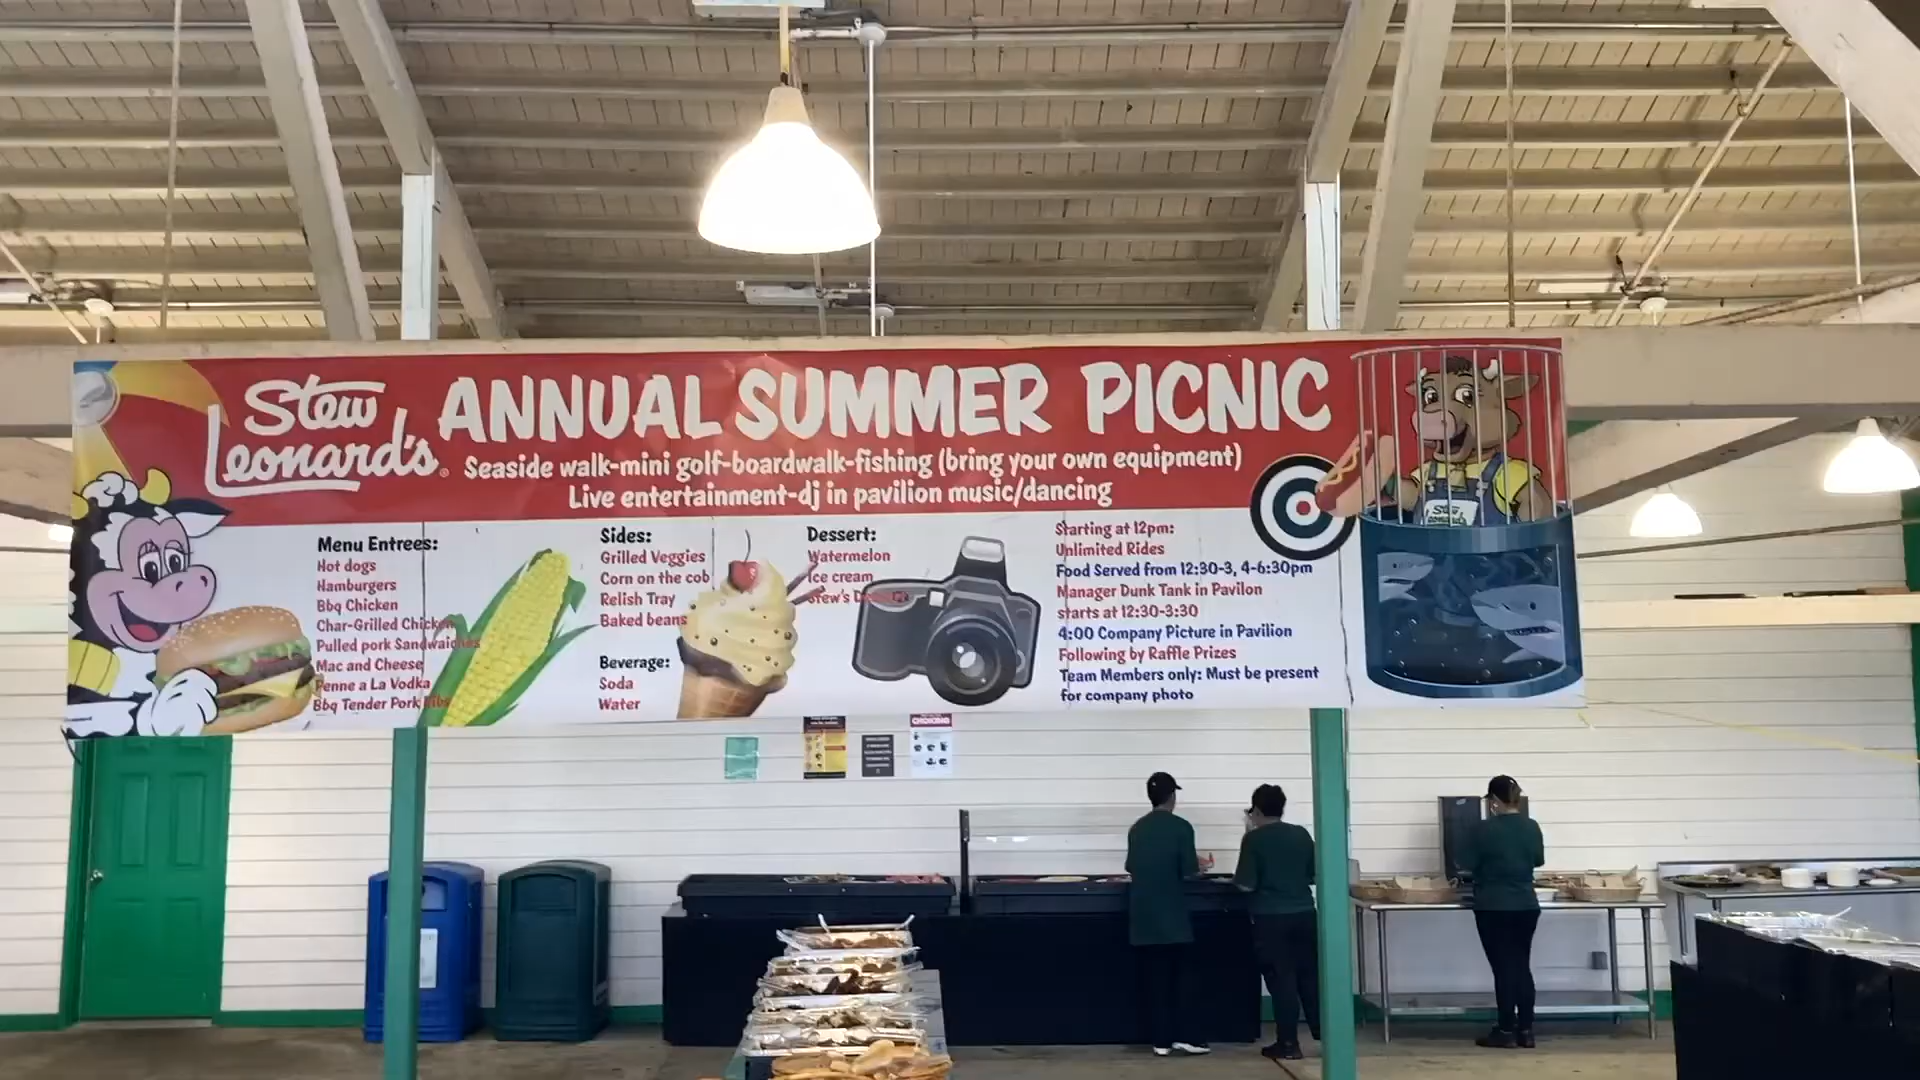 Stew Leonard's®
ANNUAL SUMMER PICNIC
Seaside walk-mini golf-boardwalk-fishing (bring your own equipment)
Live entertainment-dj in pavilion music/dancing
Menu Entrees:
Hot dogs
Hamburgers
Bbq Chicken
Char-Grilled Chicken
Pulled pork Sandwaiches
Mac and Cheese
Penne a La Vodka
Bbq Tender Pork Ribs
Sides:
Grilled Veggies
Corn on the cob
Relish Tray
Baked beans
Beverage:
Soda
Water
Dessert:
Watermelon
Ice cream
Stew's
Starting at 12pm:
Unlimited Rides
Food Served from 12:30-3, 4-6:30pm
Manager Dunk Tank in Pavilon
starts at 12:30-3:30
4:00 Company Picture in Pavilion
Following by Raffle Prizes
Team Members only: Must be present
for company photo
Stew
Leonard's
CHOKING